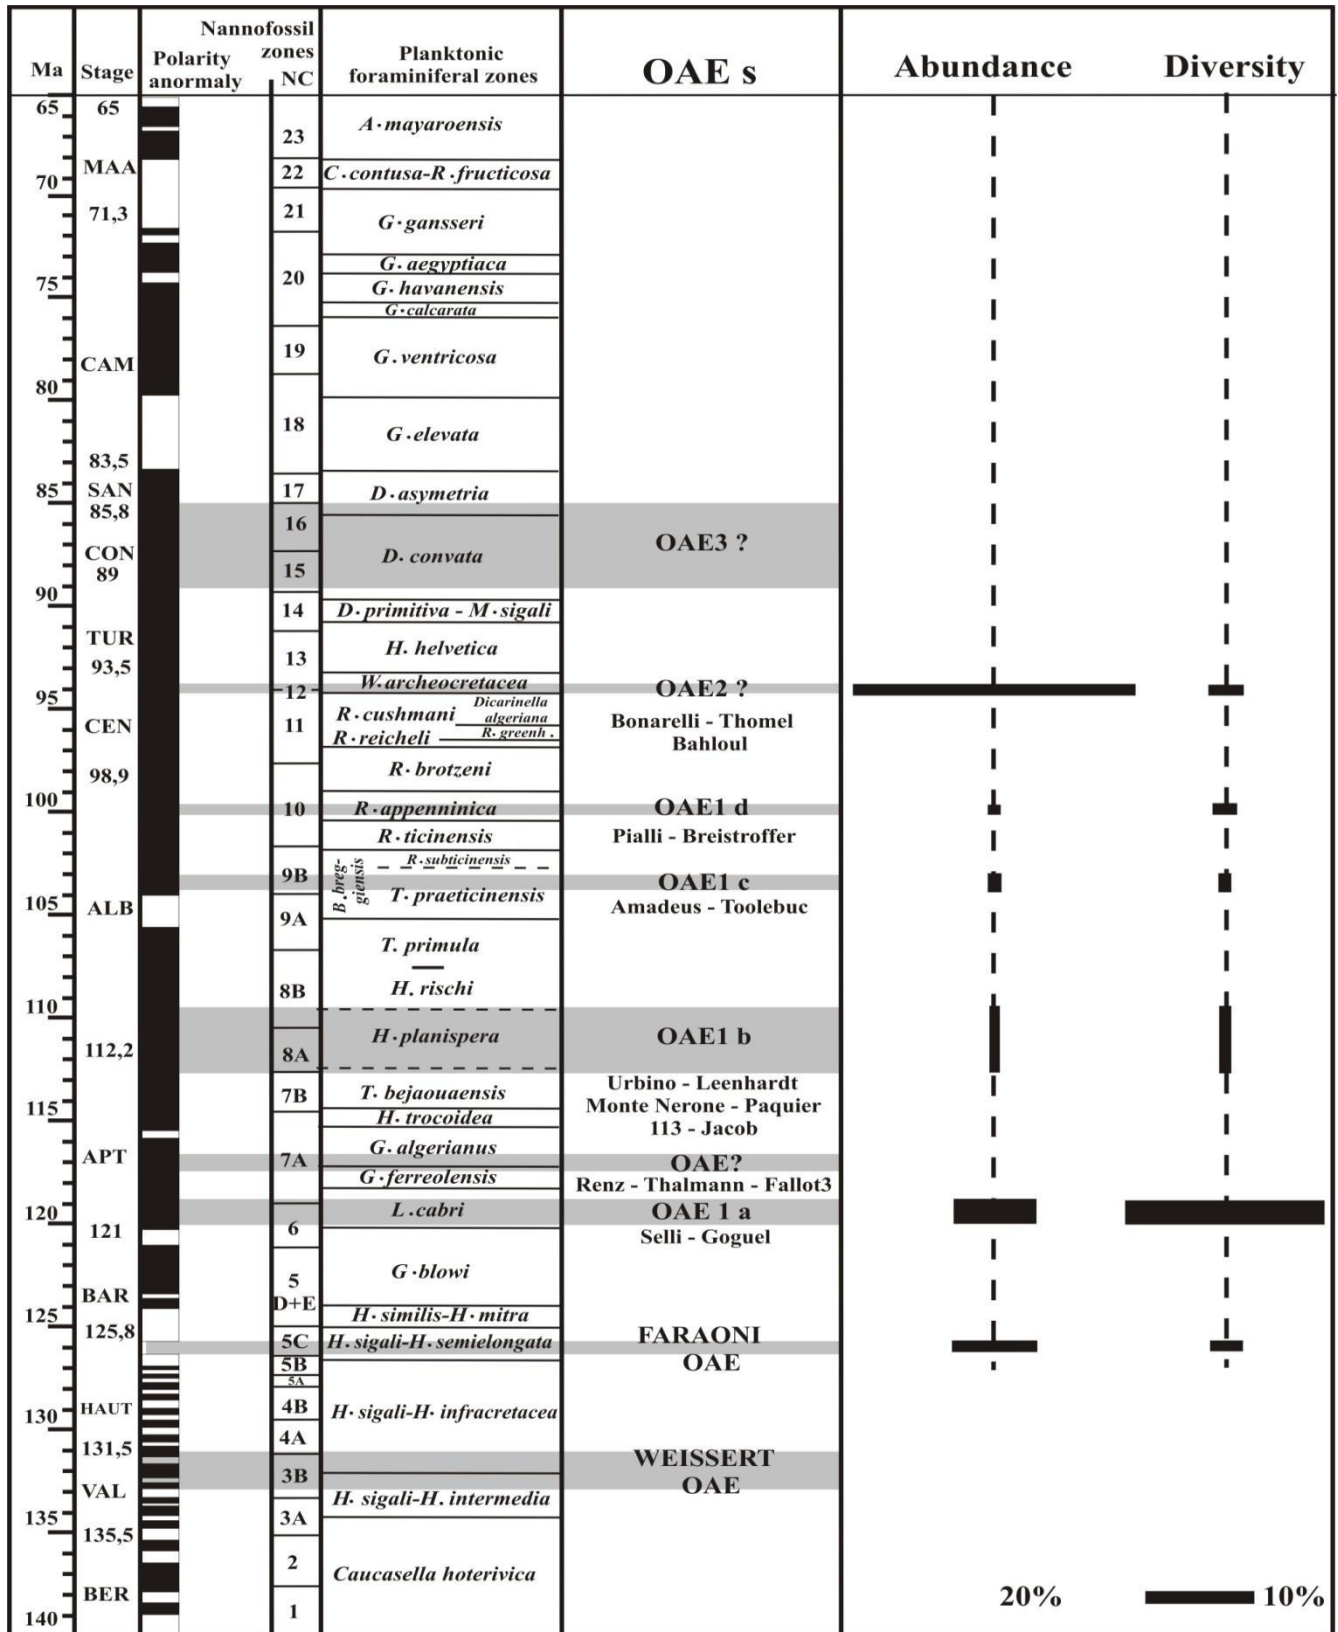 Ma
Stage
Polarity
anormaly
Nannofossil
zones
NC
Planktonic
foraminiferal zones
OAE s
Abundance
Diversity
65
70
75
80
85
90
95
100
105
110
115
120
125
130
135
140
65
MAA
71,3
CAM
83,5
SAN
85,8
CON
89
TUR
93,5
CEN
98,9
ALB
112,2
APT
121
BAR
125,8
HAUT
131,5
VAL
135,5
BER
23
22
21
20
19
18
17
16
15
14
13
12
11
10
9B
9A
8B
8A
7B
7A
6
5
D+E
5C
5B
5A
4B
4A
3B
3A
2
1
A.mayaroensis
C.contusa-R.fructicosa
G.gansseri
G.aegyptiaca
G.havanensis
G.calcarata
G.ventricosa
G.elevata
D.asymetria
D. convata
D.primitiva - M.sigali
H. helvetica
W.archeocretacea
R.cushmani
Dicarinella
algeriana
R.reicheli
R.greenh.
R.brotzeni
R.appenninica
R.ticinensis
R.subticinensis
B.breg-
giensis
T. praeticinensis
T. primula
H. rischi
H.planispera
T. bejaouaensis
H.trocoidea
G.algerianus
G.ferreolensis
L.cabri
G.blowi
H.similis-H.mitra
H.sigali-H.semielongata
H.sigali-H.infracretacea
H. sigali-H. intermedia
Caucasella hoterivica
OAE3 ?
OAE2 ?
Bonarelli - Thomel
Bahloul
OAE1 d
Pialli - Breistroffer
OAE1 c
Amadeus - Toolebuc
OAE1 b
Urbino - Leenhardt
Monte Nerone - Paquier
113 - Jacob
OAE?
Renz - Thalmann - Fallot3
OAE 1 a
Selli - Goguel
FARAONI
OAE
WEISSERT
OAE
20%
10%